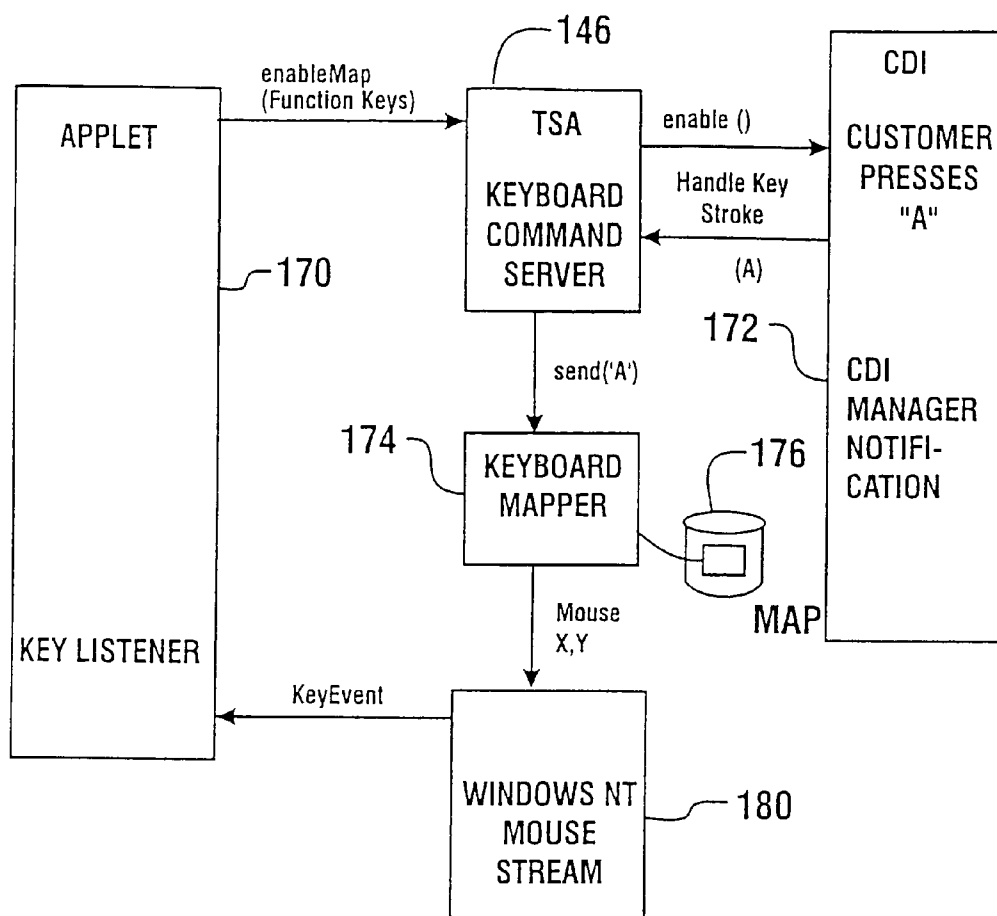 146
enableMap
(Function Keys)
APPLET
TSA
KEYBOARD
COMMAND
SERVER
enable ()
Handle Key
Stroke
(A)
CDI
CUSTOMER
PRESSES
"A"
170
172
CDI
MANAGER
NOTIFI-
CATION
send('A')
174
KEYBOARD
MAPPER
176
MAP
Mouse
X,Y
KEY LISTENER
KeyEvent
WINDOWS NT
MOUSE
STREAM
180